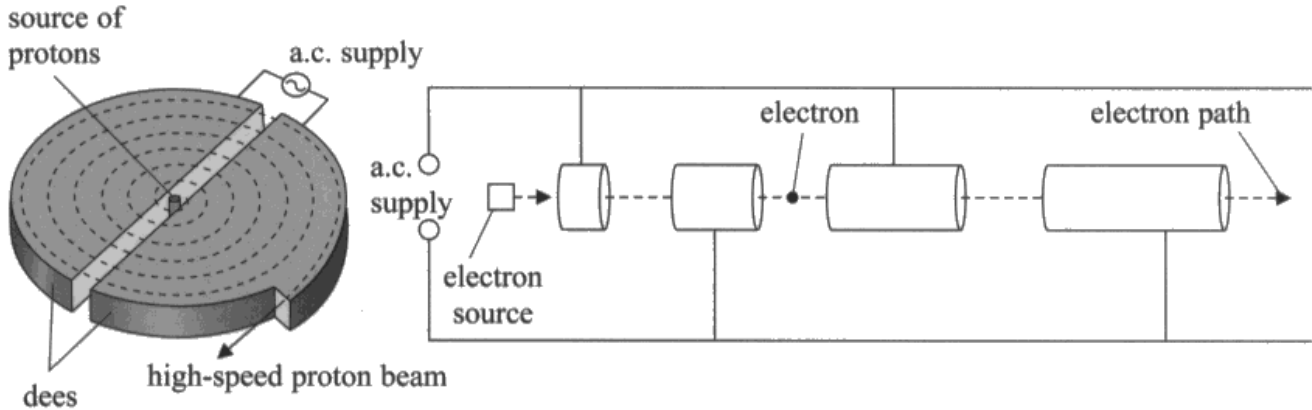 source of
protons
a.c. supply
dees
high-speed proton beam
a.c.
supply
electron
source
electron
electron path